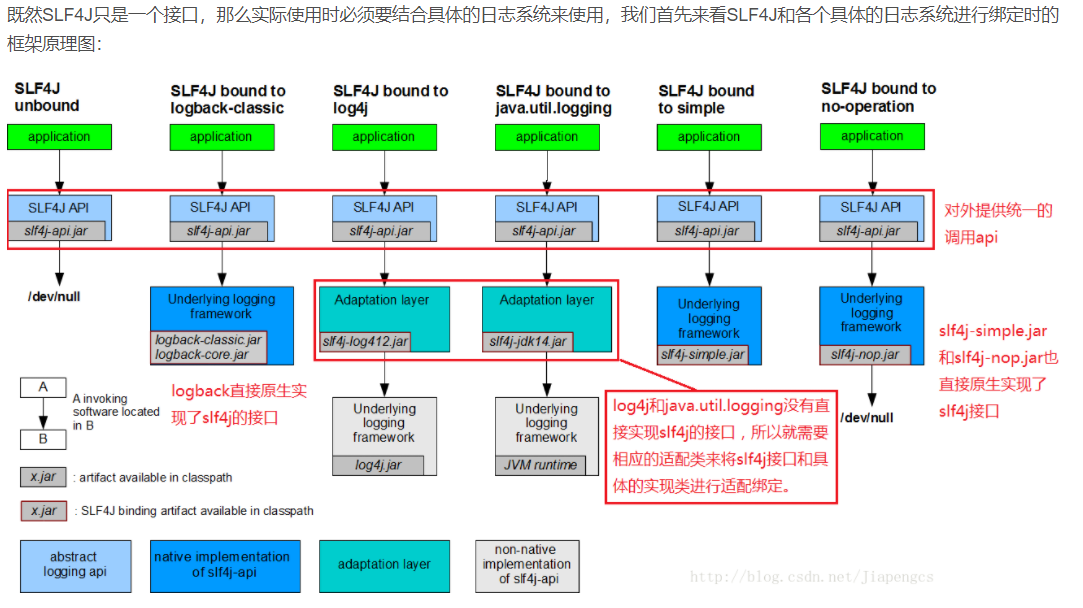 既然SLF4J只是一个接口，那么实际使用时必须要结合具体的日志系统来使用，我们首先来看SLF4J和各个具体的日志系统进行绑定时的
框架原理图：
SLF4J
unbound
SLF4J bound to
logback-classic
SLF4J bound to
log4j
SLF4J bound to
java.util.logging
SLF4J bound
to simple
SLF4J bound to
no-operation
application
application
application
application
application
application
SLF4J API
slf4j-api.jar
SLF4J API
slf4j-api.jar
SLF4J API
slf4j-api.jar
SLF4J API
slf4j-api.jar
SLF4J API
slf4j-api.jar
SLF4J API
slf4j-api.jar
对外提供统一的
调用api
/dev/null
Underlying logging
framework
logback-classic.jar
logback-core.jar
Adaptation layer
slf4j-log412.jar
Adaptation layer
slf4j-jdk14.jar
Underlying
logging
framework
slf4j-simple.jar
Underlying
logging
framework
slf4j-nop.jar
slf4j-simple.jar
和slf4j-nop.jar也
直接原生实现了
slf4j接口
A
B
A invoking
software located
in B
logback直接原生实
现了slf4j的接口
Underlying
logging
framework
log4j.jar
Underlying
logging
framework
JVM runtime
log4j和java.util.logging没有直
接实现slf4j的接口，所以就需要
相应的适配类来将slf4j接口和具
体的实现类进行适配绑定。
/dev/null
x.jar
: artifact available in classpath
x.jar
: SLF4J binding artifact available in classpath
abstract
logging api
native implementation
of slf4j-api
adaptation layer
non-native
implementation
of slf4j-api
http://blog.csdn.net/Jiapengcs